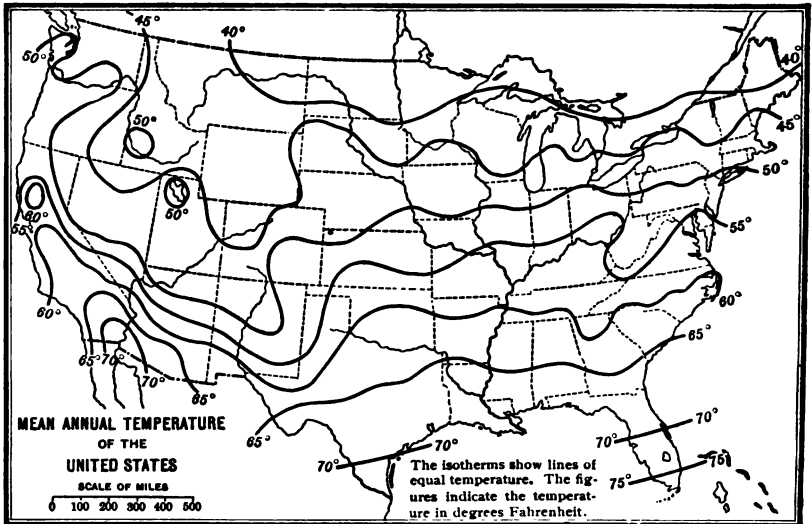 45°
40°
50°
40°
45°
50°
50°
50°
60°
55°
55°
60°
60°
65°
65° 70°
70°
65°
65°
70°
70°
70°
70°
75°
75°
MEAN ANNUAL TEMPERATURE
OF THE
UNITED STATES
SCALE OF MILES
0 100 200 300 400 500
The isotherms show lines of
equal temperature. The fig-
ures indicate the temperat-
ure in degrees Fahrenheit.